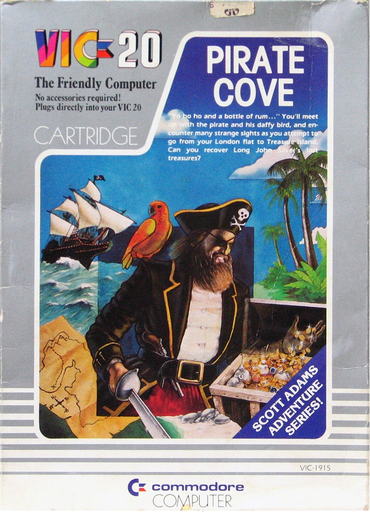 VIC-20
The Friendly Computer
No accessories required!
Plugs directly into your VIC 20
CARTRIDGE
PIRATE
COVE
ho ho and a bottle of rum..." You'll meet
with the pirate and his daffy bird, and en-
counter many strange sights as you attempt to
go from your London flat to Treasure Island.
Can you recover Long John Silver's lost
treasures?
SCOTT ADAMS
ADVENTURE
SERIES!
VIC-1915
commodore
COMPUTER